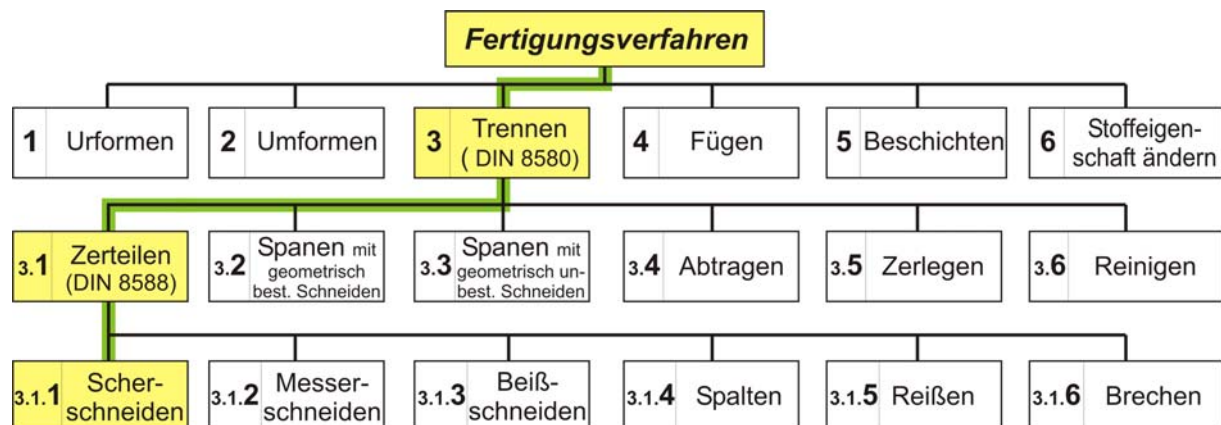 Fertigungsverfahren
1 Urformen
2 Umformen
3 Trennen
( DIN 8580)
4 Fügen
5 Beschichten
6 Stoffeigen-
schaft ändern
3.1 Zerteilen
(DIN 8588)
3.2 Spanen mit
geometrisch
best. Schneiden
3.3 Spanen mit
geometrisch un-
best. Schneiden
3.4 Abtragen
3.5 Zerlegen
3.6 Reinigen
3.1.1 Scher-
schneiden
3.1.2 Messer-
schneiden
3.1.3 Beiß-
schneiden
3.1.4 Spalten
3.1.5 Reißen
3.1.6 Brechen